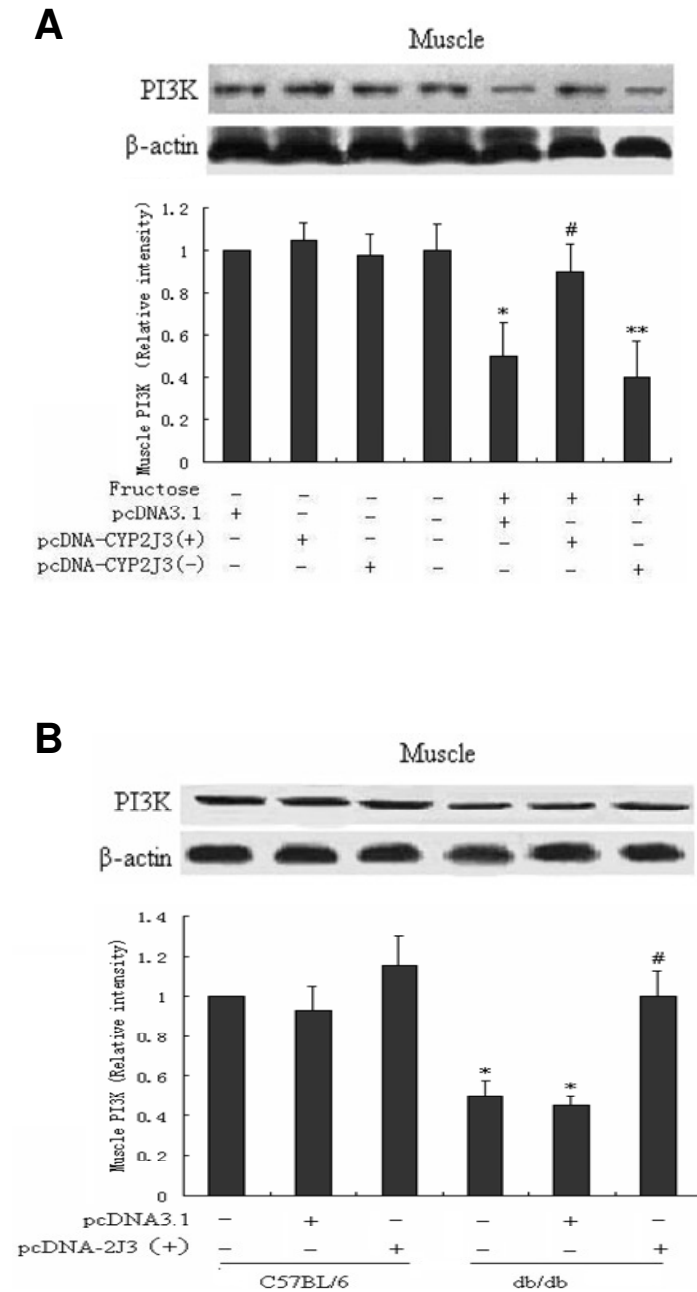 A
Muscle
PI3K
β-actin
Muscle PI3K (Relative intensity)
1.2
1
0.8
0.6
0.4
0.2
0
*
#
**
Fructose – – – – + + +
pcDNA3.1 + – – – + – –
pcDNA-CYP2J3(+) – + – – – + –
pcDNA-CYP2J3(-) – – + – – – +
B
Muscle
PI3K
β-actin
Muscle PI3K (Relative intensity)
1.4
1.2
1
0.8
0.6
0.4
0.2
0
*
*
#
pcDNA3.1 – + – – + –
pcDNA-2J3 (+) – – + – – +
C57BL/6 db/db